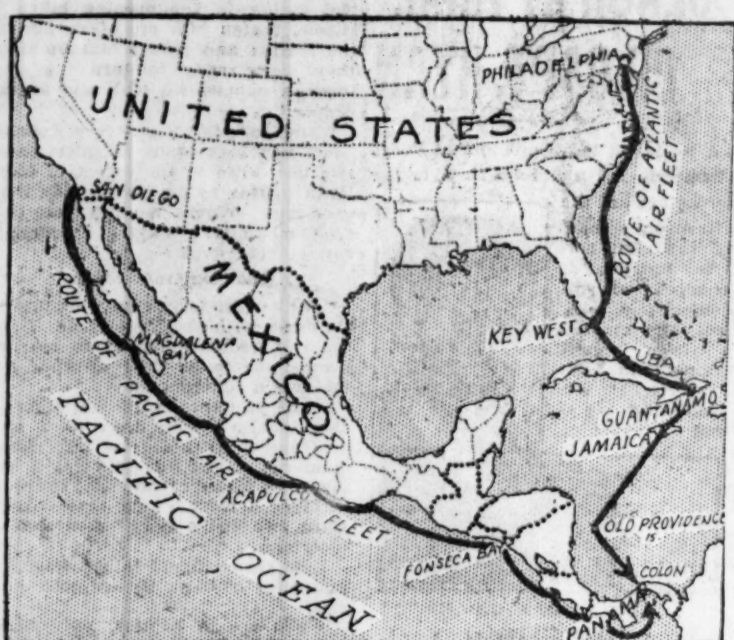 PHILADELPHIA
UNITED STATES
SAN DIEGO
ROUTE OF ATLANTIC
AIR FLEET
MEXICO
ROUTE OF PACIFIC AIR FLEET
MAGDALENA
BAY
KEY WEST
CUBA
GUANTANAMO
JAMAICA
PACIFIC OCEAN
ACAPULCO
OLD PROVIDENCE
IS
FONSECA BAY
COLON
PANAMA